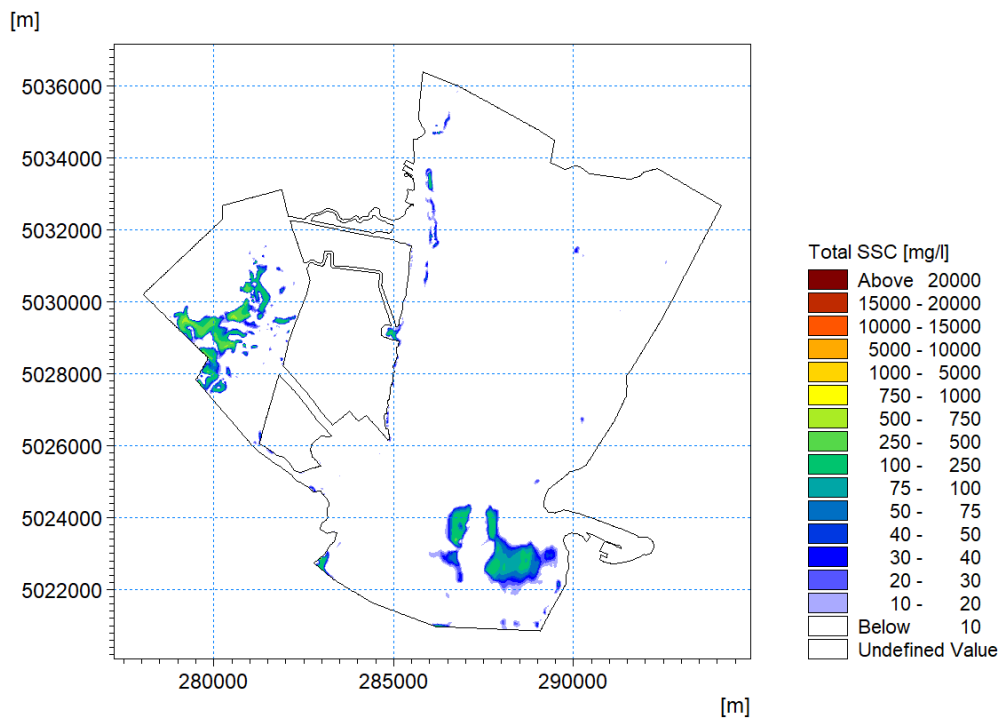 [m]
5036000
5034000
5032000
5030000
5028000
5026000
5024000
5022000
280000 285000 290000
[m]
Total SSC [mg/l]
Above 20000
15000 - 20000
10000 - 15000
5000 - 10000
1000 - 5000
750 - 1000
500 - 750
250 - 500
100 - 250
75 - 100
50 - 75
40 - 50
30 - 40
20 - 30
10 - 20
Below 10
Undefined Value